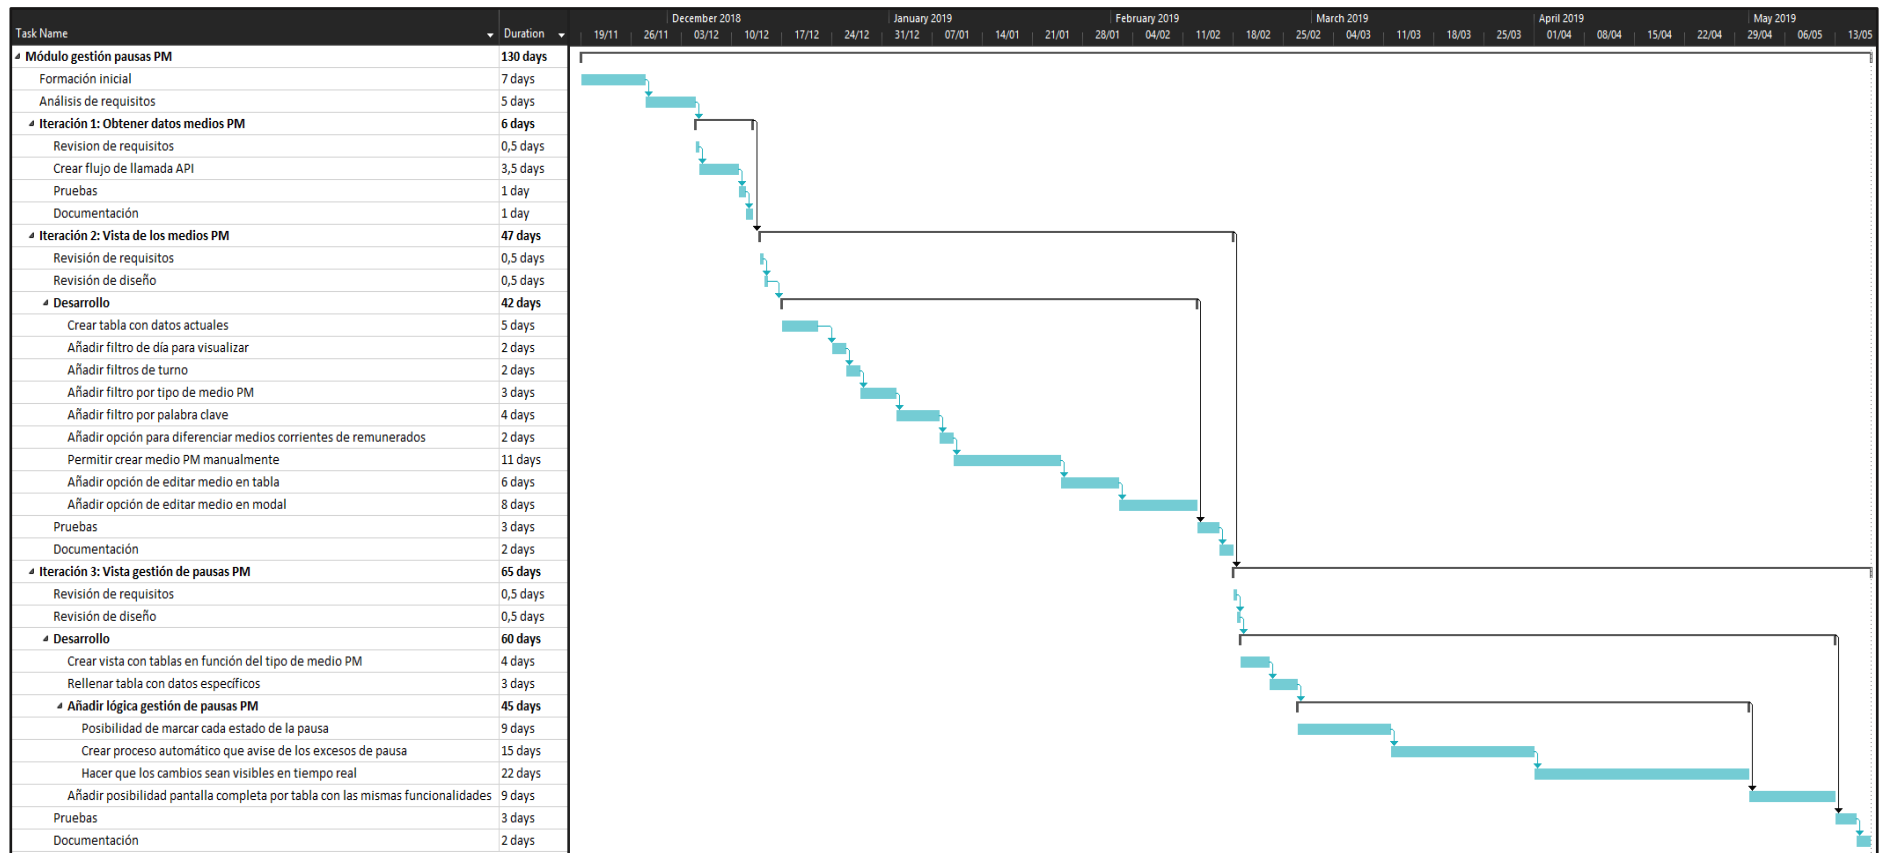 December 2018 January 2019 February 2019 March 2019 April 2019 May 2019
Task Name Duration 19/11 26/11 03/12 10/12 17/12 24/12 31/12 07/01 14/01 21/01 28/01 04/02 11/02 18/02 25/02 04/03 11/03 18/03 25/03 01/04 08/04 15/04 22/04 29/04 06/05 13/05
Módulo gestión pausas PM 130 days
Formación inicial 7 days
Análisis de requisitos 5 days
Iteración 1: Obtener datos medios PM 6 days
Revision de requisitos 0,5 days
Crear flujo de llamada API 3,5 days
Pruebas 1 day
Documentación 1 day
Iteración 2: Vista de los medios PM 47 days
Revisión de requisitos 0,5 days
Revisión de diseño 0,5 days
Desarrollo 42 days
Crear tabla con datos actuales 5 days
Añadir filtro de día para visualizar 2 days
Añadir filtros de turno 2 days
Añadir filtro por tipo de medio PM 3 days
Añadir filtro por palabra clave 4 days
Añadir opción para diferenciar medios corrientes de remunerados 2 days
Permitir crear medio PM manualmente 11 days
Añadir opción de editar medio en tabla 6 days
Añadir opción de editar medio en modal 8 days
Pruebas 3 days
Documentación 2 days
Iteración 3: Vista gestión de pausas PM 65 days
Revisión de requisitos 0,5 days
Revisión de diseño 0,5 days
Desarrollo 60 days
Crear vista con tablas en función del tipo de medio PM 4 days
Rellenar tabla con datos específicos 3 days
Añadir lógica gestión de pausas PM 45 days
Posibilidad de marcar cada estado de la pausa 9 days
Crear proceso automático que avise de los excesos de pausa 15 days
Hacer que los cambios sean visibles en tiempo real 22 days
Añadir posibilidad pantalla completa por tabla con las mismas funcionalidades 9 days
Pruebas 3 days
Documentación 2 days